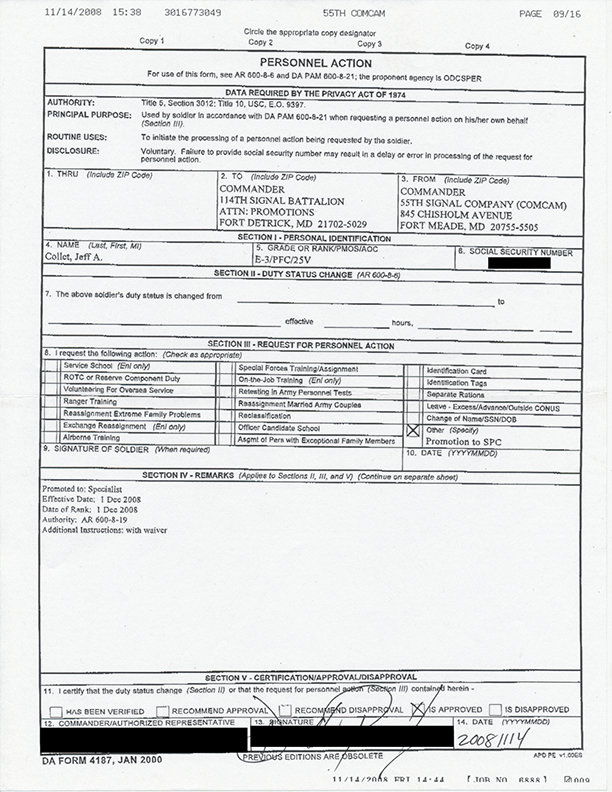 11/14/2008 15:38 3016773049 55TH COMCAM PAGE 09/16
Circle the appropriate copy designator
Copy 1 Copy 2 Copy 3 Copy 4
PERSONNEL ACTION
For use of this form, see AR 600-8-6 and DA PAM 600-8-21; the proponent agency is ODCSPER
DATA REQUIRED BY THE PRIVACY ACT OF 1974
AUTHORITY: Title 5, Section 3012; Title 10, USC, E.O. 9397.
PRINCIPAL PURPOSE: Used by soldier in accordance with DA PAM 600-8-21 when requesting a personnel action on his/her own behalf
(Section III).
ROUTINE USES: To initiate the processing of a personnel action being requested by the soldier.
DISCLOSURE: Voluntary. Failure to provide social security number may result in a delay or error in processing of the request for
personnel action.
1. THRU (Include ZIP Code)
2. TO (Include ZIP Code)
COMMANDER
114TH SIGNAL BATTALION
ATTN: PROMOTIONS
FORT DETRICK, MD 21702-5029
3. FROM (Include ZIP Code)
COMMANDER
55TH SIGNAL COMPANY (COMCAM)
845 CHISHOLM AVENUE
FORT MEADE, MD 20755-5505
SECTION I - PERSONAL IDENTIFICATION
4. NAME (Last, First, MI)
Collet, Jeff A.
5. GRADE OR RANK/PMOS/AOC
E-3/PFC/25V
6. SOCIAL SECURITY NUMBER
SECTION II - DUTY STATUS CHANGE (AR 600-8-6)
7. The above soldier's duty status is changed from to
effective hours,
SECTION III - REQUEST FOR PERSONNEL ACTION
8. I request the following action: (Check as appropriate)
Service School (Enl only)
ROTC or Reserve Component Duty
Volunteering For Oversea Service
Ranger Training
Reassignment Extreme Family Problems
Exchange Reassignment (Enl only)
Airborne Training
Special Forces Training/Assignment
On-the-Job Training (Enl only)
Retesting in Army Personnel Tests
Reassignment Married Army Couples
Reclassification
Officer Candidate School
Asgmt of Pers with Exceptional Family Members
Identification Card
Identification Tags
Separate Rations
Leave - Excess/Advance/Outside CONUS
Change of Name/SSN/DOB
Other (Specify)
Promotion to SPC
9. SIGNATURE OF SOLDIER (When required)
10. DATE (YYYYMMDD)
SECTION IV - REMARKS (Applies to Sections II, III, and V) (Continue on separate sheet)
Promoted to: Specialist
Effective Date: 1 Dec 2008
Date of Rank: 1 Dec 2008
Authority: AR 600-8-19
Additional Instructions: with waiver
SECTION V - CERTIFICATION/APPROVAL/DISAPPROVAL
11. I certify that the duty status change (Section II) or that the request for personnel action (Section III) contained herein -
HAS BEEN VERIFIED RECOMMEND APPROVAL RECOMMEND DISAPPROVAL IS APPROVED IS DISAPPROVED
12. COMMANDER/AUTHORIZED REPRESENTATIVE
13. SIGNATURE
14. DATE (YYYYMMDD)
20081114
DA FORM 4187, JAN 2000 PREVIOUS EDITIONS ARE OBSOLETE APD PE v1.00ES
11/14/2008 FRI 14:44 [JOB NO. 6888] 009